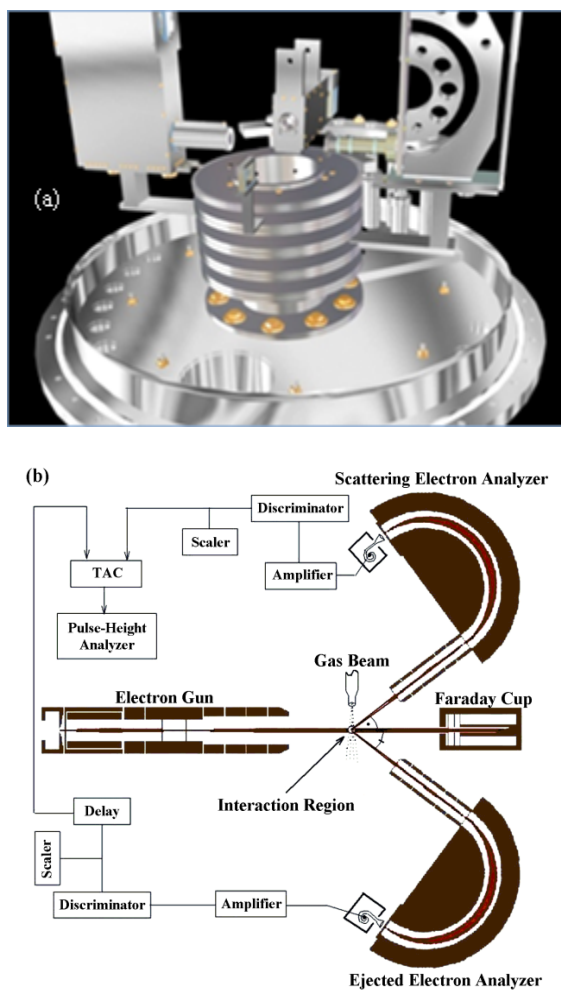 (a)
(b)
Scattering Electron Analyzer
Discriminator
Scaler
Amplifier
TAC
Pulse-Height
Analyzer
Gas Beam
Electron Gun
Faraday Cup
Interaction Region
Delay
Scaler
Discriminator
Amplifier
Ejected Electron Analyzer